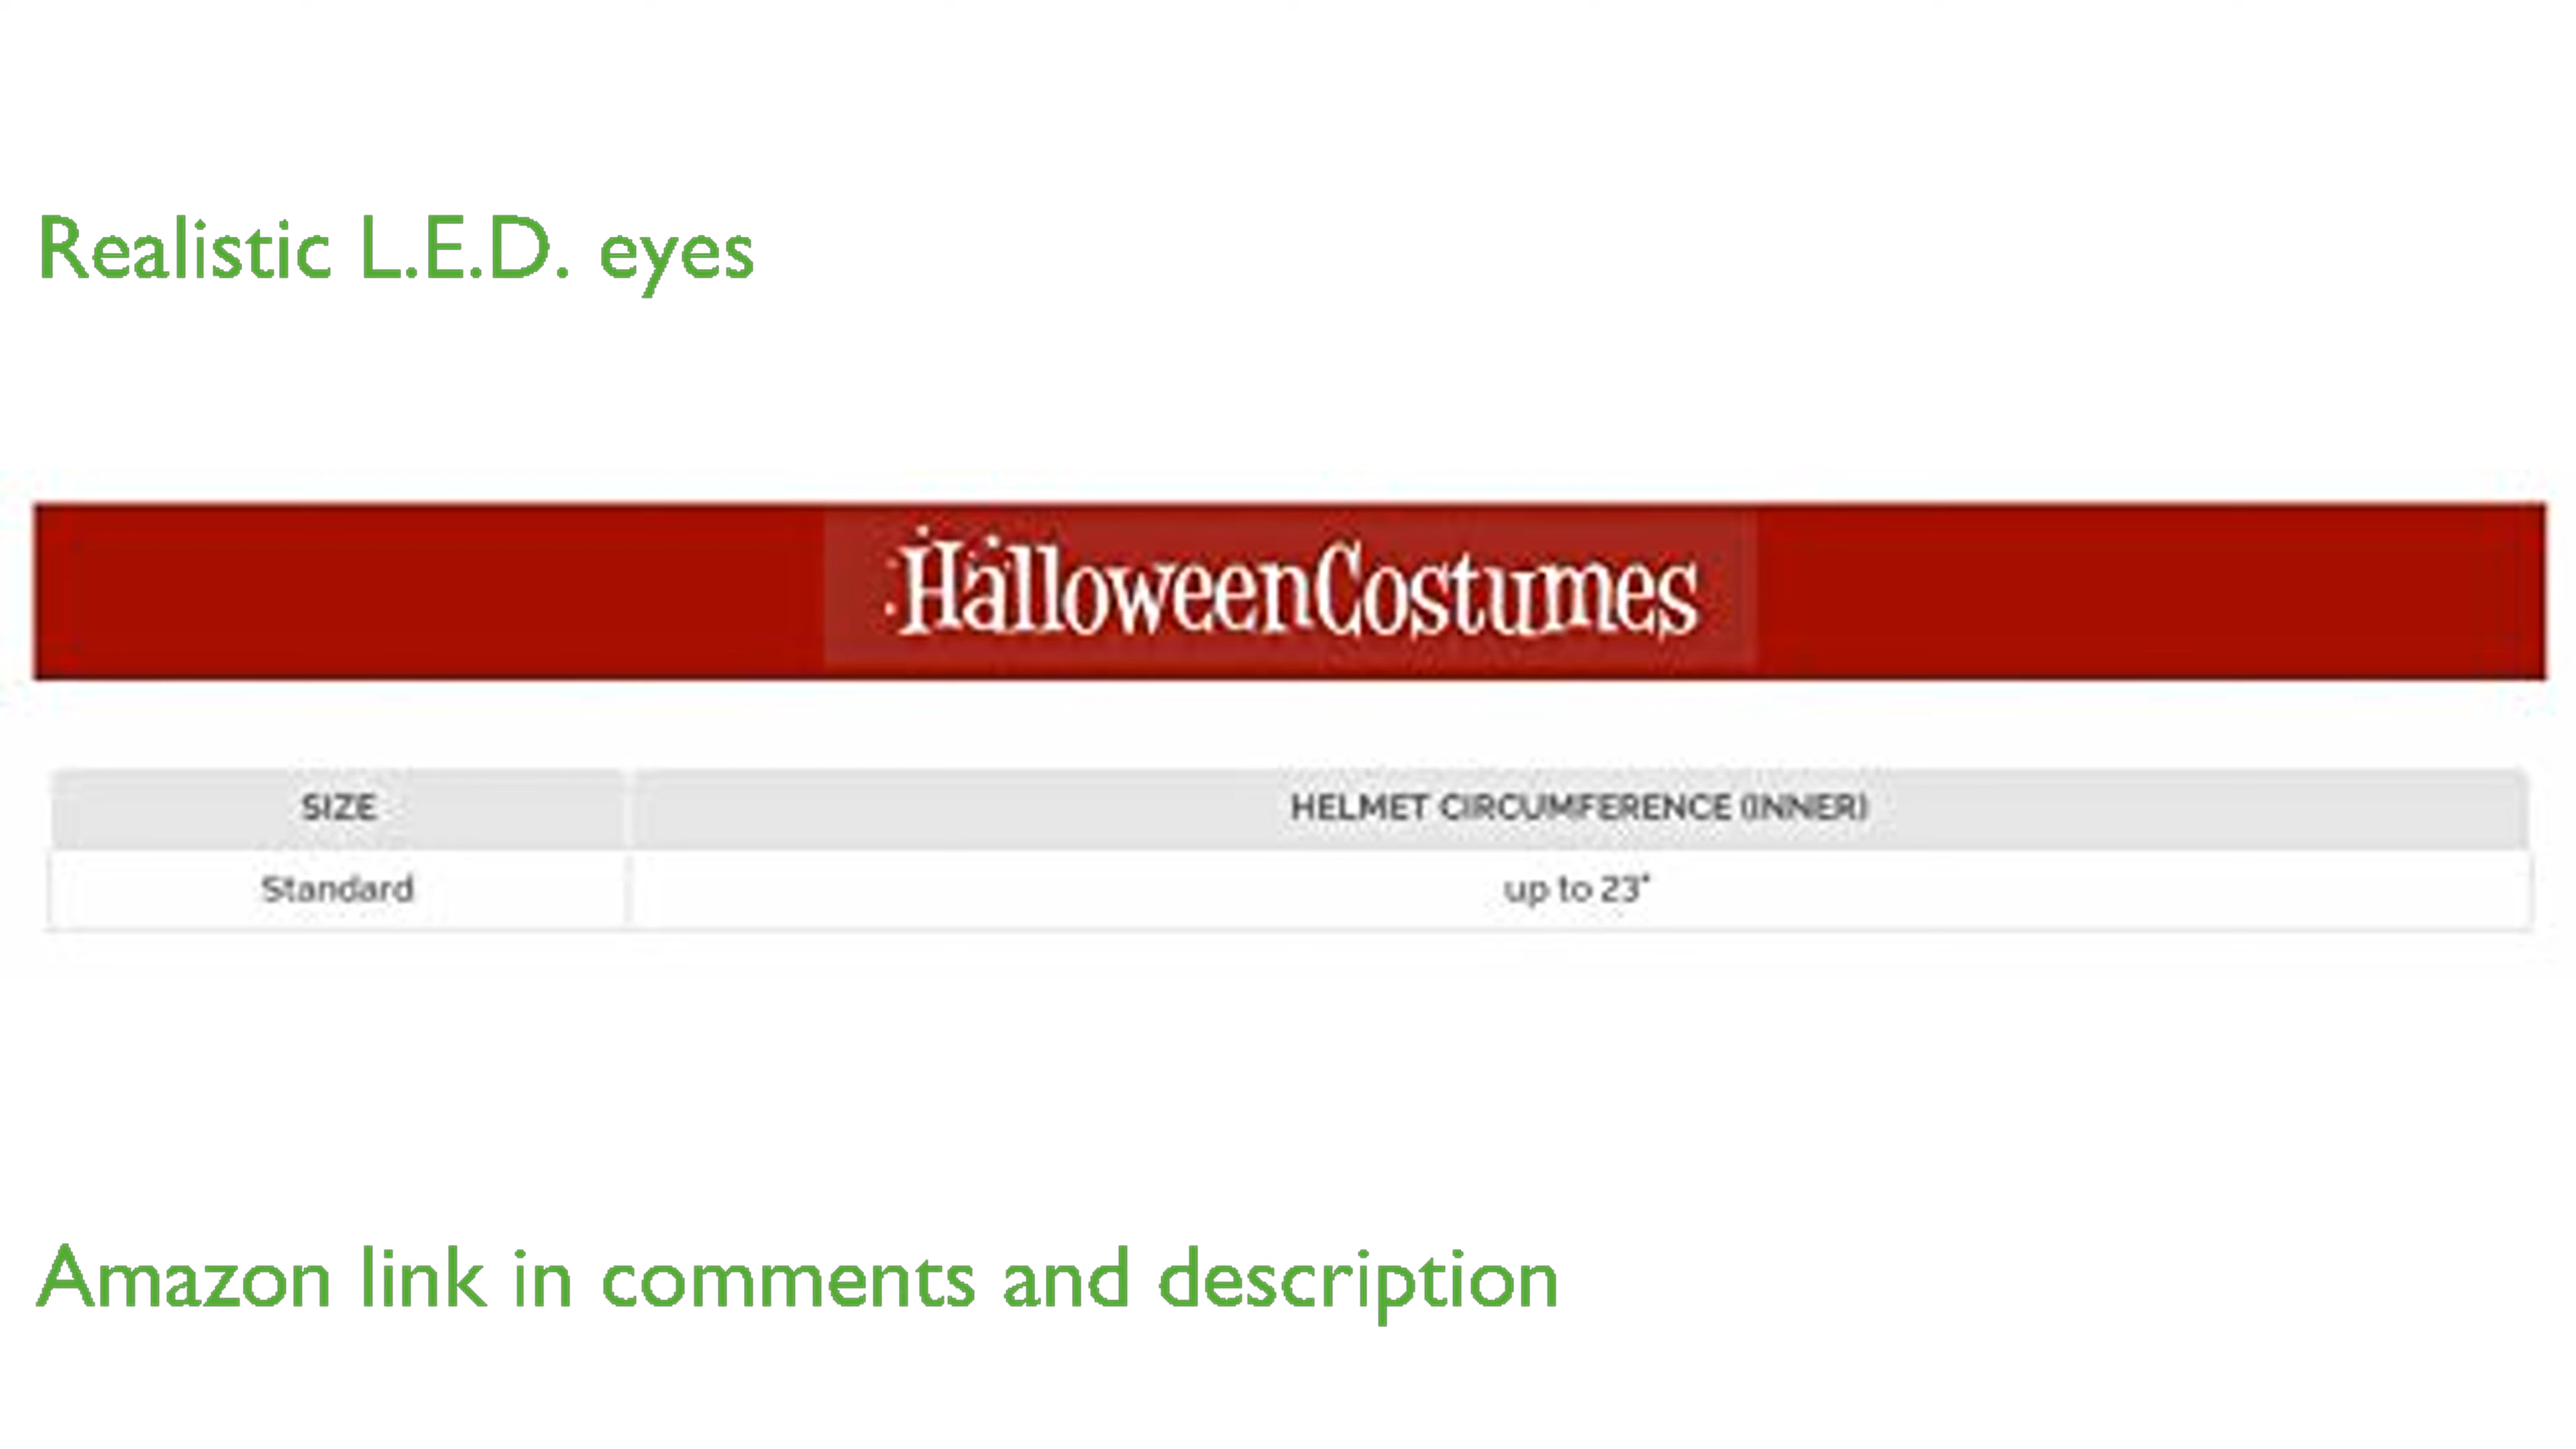 Realistic L.E.D. eyes
HalloweenCostumes
SIZE HELMET CIRCUMFERENCE (INNER)
Standard up to 23"
Amazon link in comments and description